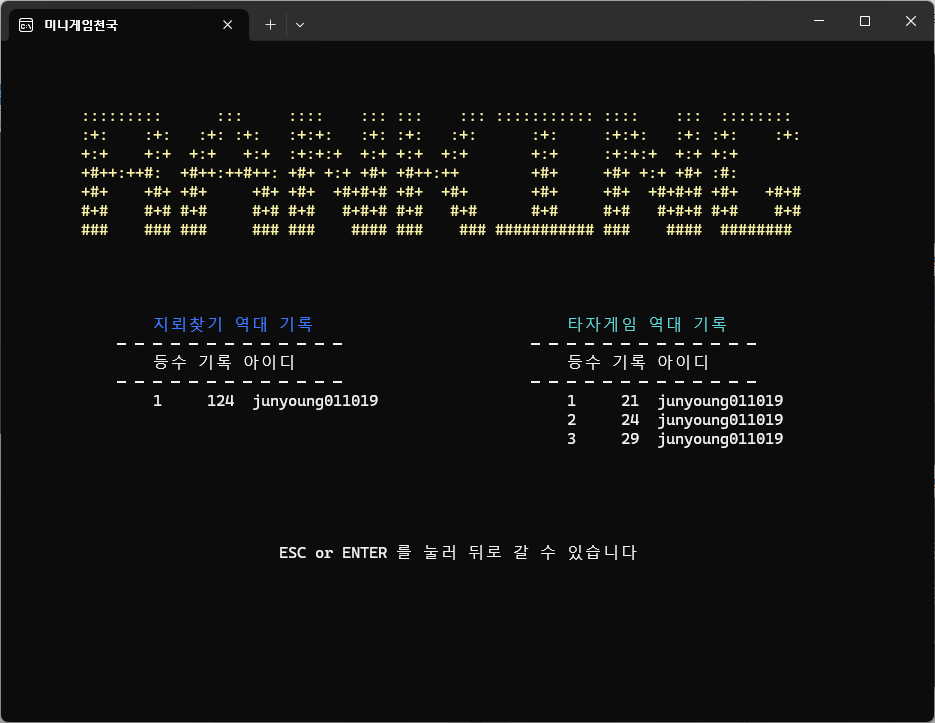 미니게임천국
RANKING
지뢰찾기 역대 기록
타자게임 역대 기록
등수 기록 아이디
등수 기록 아이디
1 124 junyoung011019
1 21 junyoung011019
2 24 junyoung011019
3 29 junyoung011019
ESC or ENTER 를 눌러 뒤로 갈 수 있습니다